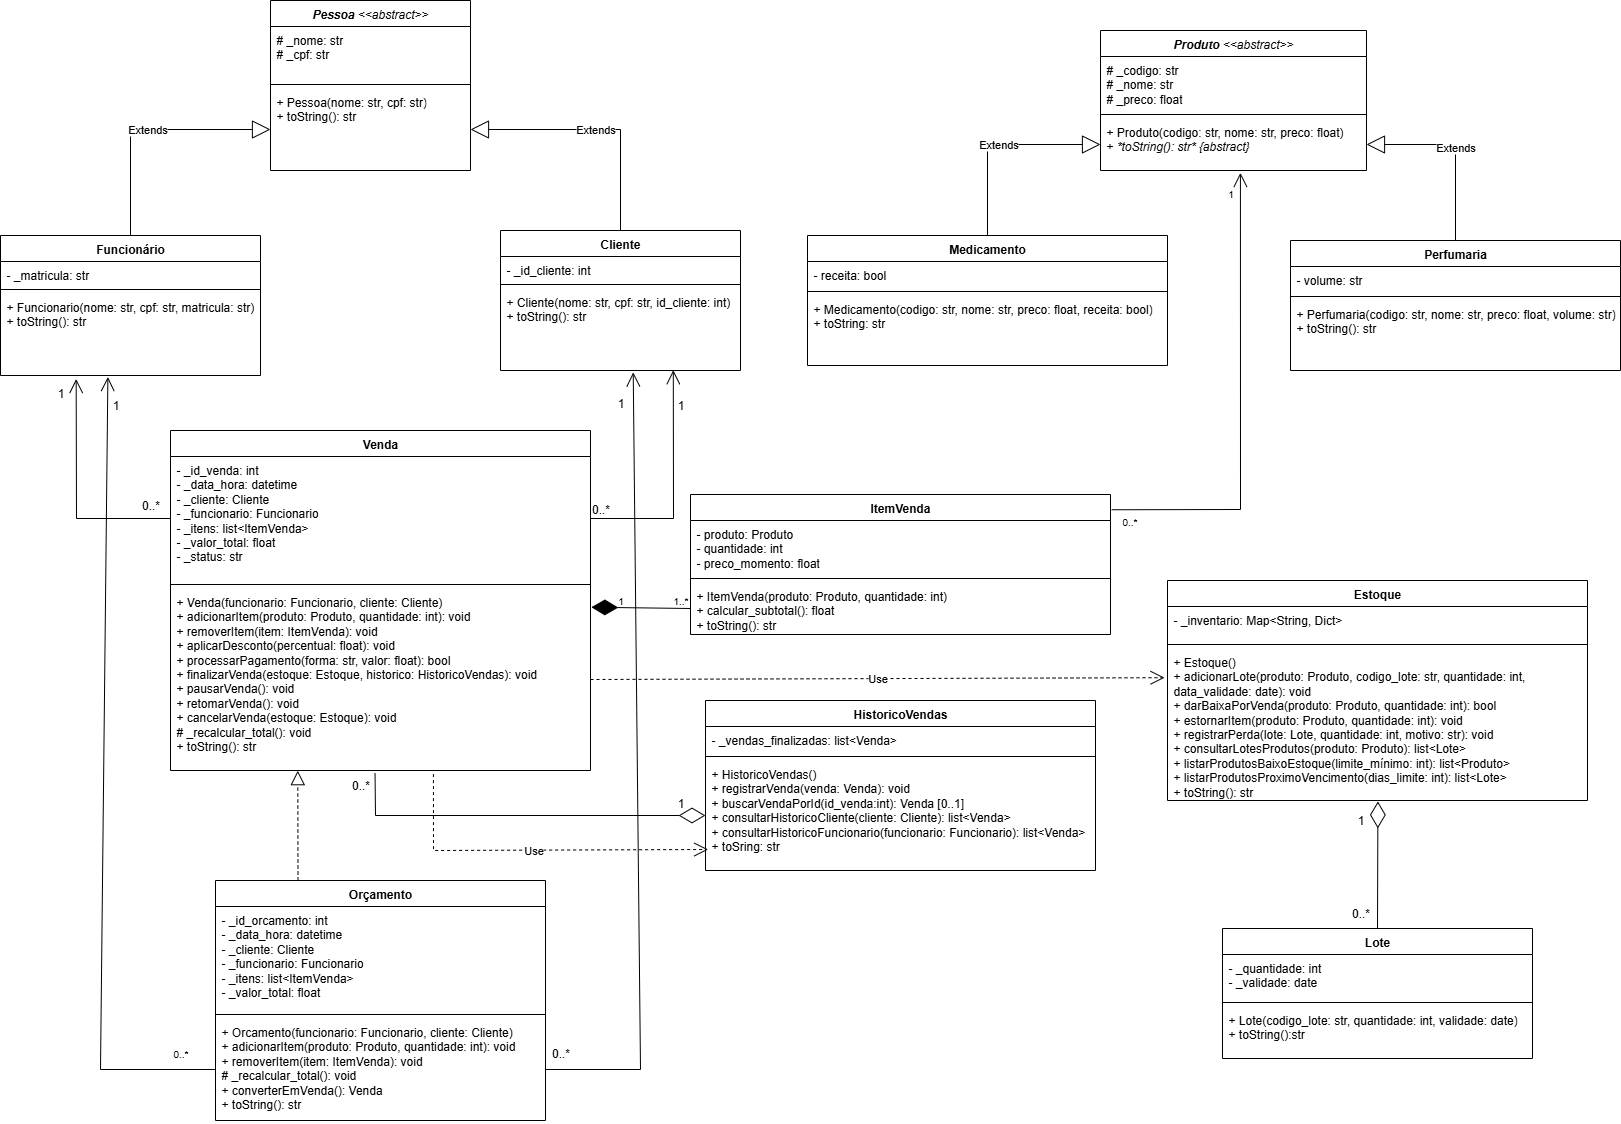 Pessoa <<abstract>>
# _nome: str
# _cpf: str
+ Pessoa(nome: str, cpf: str)
+ toString(): str
Extends
Extends
Produto <<abstract>>
# _codigo: str
# _nome: str
# _preco: float
+ Produto(codigo: str, nome: str, preco: float)
+ *toString(): str* {abstract}
Extends
Extends
1
Funcionário
- _matricula: str
+ Funcionario(nome: str, cpf: str, matricula: str)
+ toString(): str
Cliente
- _id_cliente: int
+ Cliente(nome: str, cpf: str, id_cliente: int)
+ toString(): str
Medicamento
- receita: bool
+ Medicamento(codigo: str, nome: str, preco: float, receita: bool)
+ toString: str
Perfumaria
- volume: str
+ Perfumaria(codigo: str, nome: str, preco: float, volume: str)
+ toString(): str
1
1
1
1
Venda
- _id_venda: int
- _data_hora: datetime
- _cliente: Cliente
- _funcionario: Funcionario
- _itens: list<ItemVenda>
- _valor_total: float
- _status: str
+ Venda(funcionario: Funcionario, cliente: Cliente)
+ adicionarItem(produto: Produto, quantidade: int): void
+ removerItem(item: ItemVenda): void
+ aplicarDesconto(percentual: float): void
+ processarPagamento(forma: str, valor: float): bool
+ finalizarVenda(estoque: Estoque, historico: HistoricoVendas): void
+ pausarVenda(): void
+ retomarVenda(): void
+ cancelarVenda(estoque: Estoque): void
# _recalcular_total(): void
+ toString(): str
0..*
0..*
ItemVenda
- produto: Produto
- quantidade: int
- preco_momento: float
+ ItemVenda(produto: Produto, quantidade: int)
+ calcular_subtotal(): float
+ toString(): str
0..*
1
1..*
Use
Estoque
- _inventario: Map<String, Dict>
+ Estoque()
+ adicionarLote(produto: Produto, codigo_lote: str, quantidade: int,
data_validade: date): void
+ darBaixaPorVenda(produto: Produto, quantidade: int): bool
+ estornarItem(produto: Produto, quantidade: int): void
+ registrarPerda(lote: Lote, quantidade: int, motivo: str): void
+ consultarLotesProdutos(produto: Produto): list<Lote>
+ listarProdutosBaixoEstoque(limite_mínimo: int): list<Produto>
+ listarProdutosProximoVencimento(dias_limite: int): list<Lote>
+ toString(): str
HistoricoVendas
- _vendas_finalizadas: list<Venda>
+ HistoricoVendas()
+ registrarVenda(venda: Venda): void
+ buscarVendaPorId(id_venda:int): Venda [0..1]
+ consultarHistoricoCliente(cliente: Cliente): list<Venda>
+ consultarHistoricoFuncionario(funcionario: Funcionario): list<Venda>
+ toSring: str
0..*
1
Use
1
0..*
Orçamento
- _id_orcamento: int
- _data_hora: datetime
- _cliente: Cliente
- _funcionario: Funcionario
- _itens: list<ItemVenda>
- _valor_total: float
+ Orcamento(funcionario: Funcionario, cliente: Cliente)
+ adicionarItem(produto: Produto, quantidade: int): void
+ removerItem(item: ItemVenda): void
# _recalcular_total(): void
+ converterEmVenda(): Venda
+ toString(): str
0..*
0..*
Lote
- _quantidade: int
- _validade: date
+ Lote(codigo_lote: str, quantidade: int, validade: date)
+ toString():str